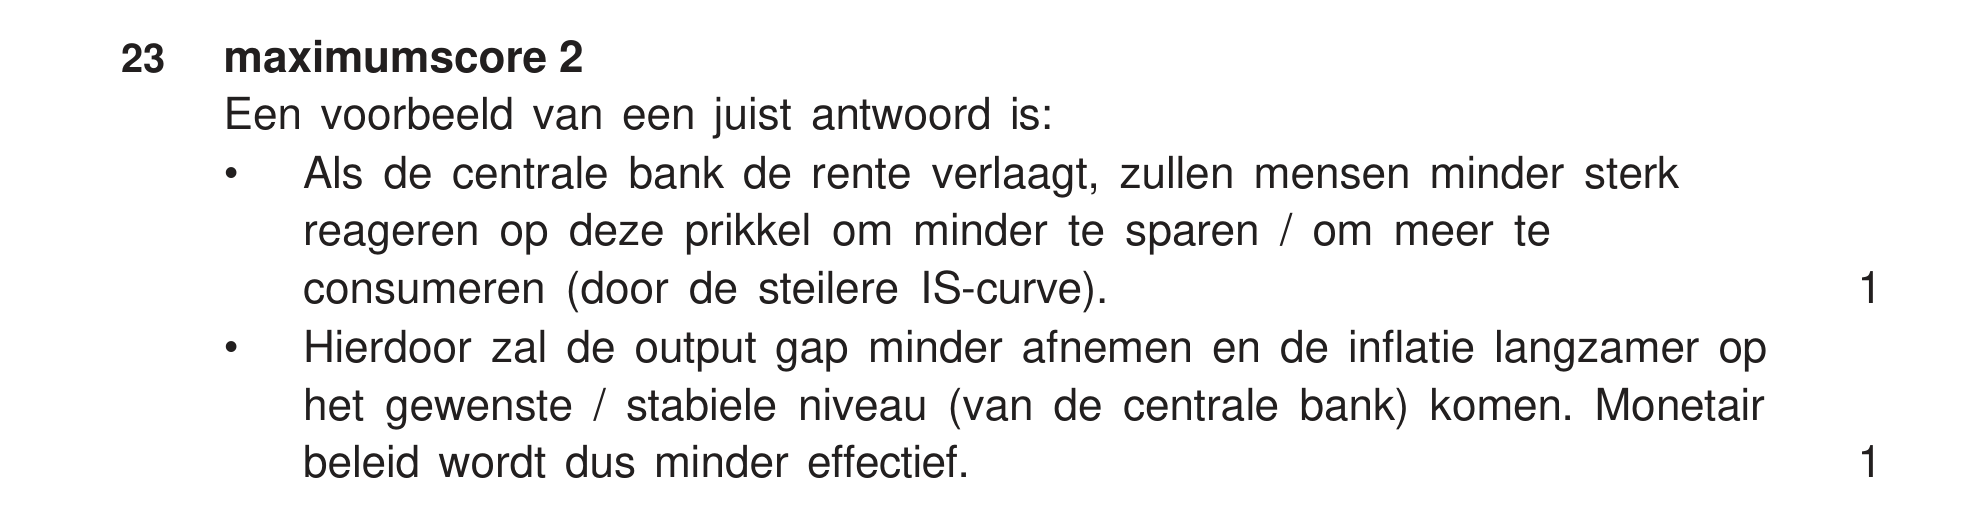 23 maximumscore 2
Een voorbeeld van een juist antwoord is:
• Als de centrale bank de rente verlaagt, zullen mensen minder sterk
reageren op deze prikkel om minder te sparen / om meer te
consumeren (door de steilere IS-curve). 1
• Hierdoor zal de output gap minder afnemen en de inflatie langzamer op
het gewenste / stabiele niveau (van de centrale bank) komen. Monetair
beleid wordt dus minder effectief. 1